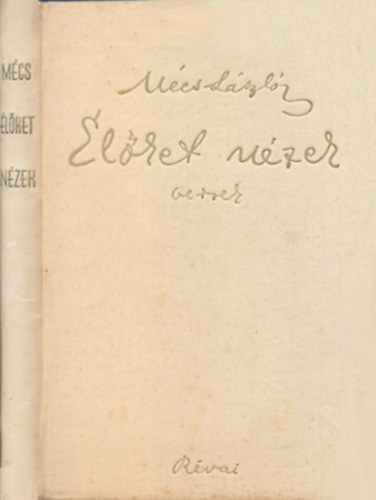 MÉCS
ÉLŐKET
NÉZEK
Mécs László
Élőket nézek
versek
Révai